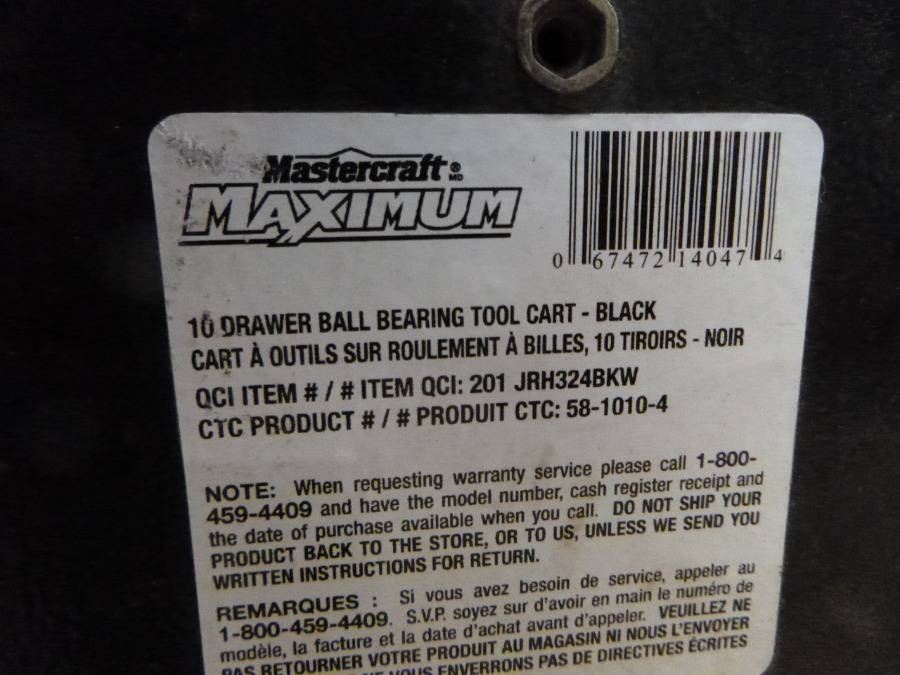 Mastercraft® MD
MAXIMUM
0 67472 14047 4
10 DRAWER BALL BEARING TOOL CART - BLACK
CART À OUTILS SUR ROULEMENT À BILLES, 10 TIROIRS - NOIR
QCI ITEM # / # ITEM QCI: 201 JRH324BKW
CTC PRODUCT # / # PRODUIT CTC: 58-1010-4
NOTE: When requesting warranty service please call 1-800-
459-4409 and have the model number, cash register receipt and
the date of purchase available when you call. DO NOT SHIP YOUR
PRODUCT BACK TO THE STORE, OR TO US, UNLESS WE SEND YOU
WRITTEN INSTRUCTIONS FOR RETURN.
REMARQUES : Si vous avez besoin de service, appeler au
1-800-459-4409. S.V.P. soyez sur d'avoir en main le numéro de
modèle, la facture et la date d'achat avant d'appeler. VEUILLEZ NE
PAS RETOURNER VOTRE PRODUIT AU MAGASIN NI NOUS L'ENVOYER
NE VOUS ENVERRONS PAS DE DIRECTIVES ÉCRITES